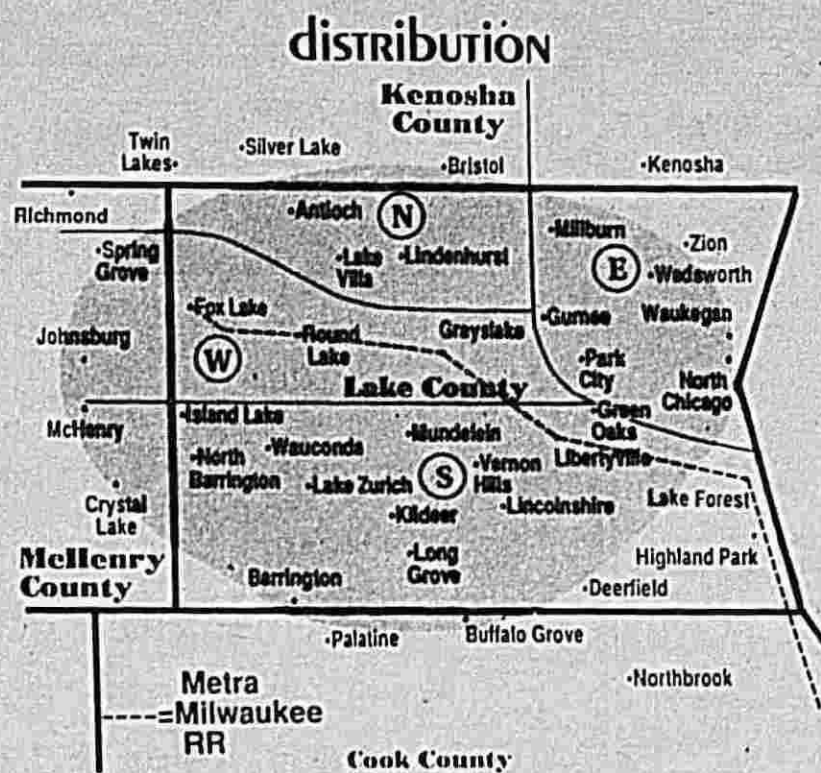 distribution
Kenosha
County
Twin
Lakes
Silver Lake
Bristol
Kenosha
Richmond
Antioch
N
Millburn
Zion
Spring
Grove
Lake
Villa
Lindenhurst
E
Wadsworth
Fox Lake
Grayslake
Gurnee
Waukegan
Johnsburg
W
Round
Lake
Park
City
Lake County
North
Chicago
McHenry
Island Lake
Green
Oaks
Wauconda
Mundelein
North
Barrington
Lake Zurich
S
Vernon
Hills
Libertyville
Crystal
Lake
Kildeer
Lincolnshire
Lake Forest
McHenry
County
Barrington
Long
Grove
Highland Park
Deerfield
Palatine
Buffalo Grove
Northbrook
Metra
----=Milwaukee
RR
Cook County